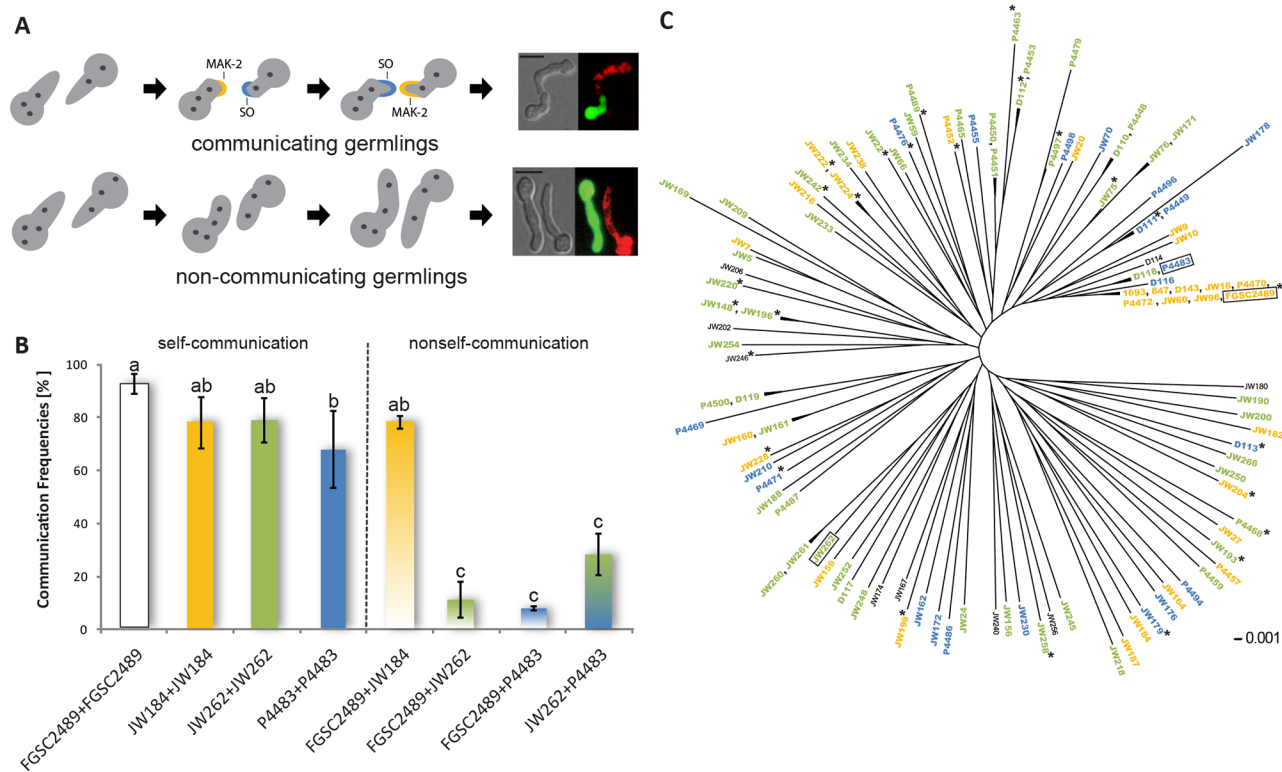 A
MAK-2
SO
SO
MAK-2
communicating germlings
non-communicating germlings
B
self-communication
nonself-communication
Communication Frequencies [% ]
100
80
60
40
20
0
a
ab
ab
b
ab
c
c
c
FGSC2489+FGSC2489
JW184+JW184
JW262+JW262
P4483+P4483
FGSC2489+JW184
FGSC2489+JW262
FGSC2489+P4483
JW262+P4483
C
P4463*
D112*, P4453
P4479
P4497*
P4498
JW20
JW70
D110, P4448
JW75*
JW76, JW171
JW178
P4496
D111*, P4449
JW9
JW10
D114
D118, P4483
D116
1693, 847, D143, JW16, P4470, *
P4472, JW60, JW96, FGSC2489
JW180
JW190
JW200
JW182
D113*
JW266
JW250
JW204*
P4468*
JW27
JW193*
P4457
P4459
P4494
JW164
JW176
JW179*
JW184
JW187
JW218
JW245
JW256
JW258*
JW230
JW156
JW240
JW24
P4486
JW172
JW162
JW199*
JW167
JW174
JW248
D117
JW252
JW159
JW262
JW260, JW261
P4487
JW188
P4471*
JW210
JW228*
JW160, JW161
P4469
P4500, D119
JW246*
JW254
JW202
JW148*, JW196*
JW220*
JW206
JW5
JW7
JW209
JW169
JW233
JW216
JW242*
JW222*, JW224*
JW234
JW238
JW22*
JW66
P4476*
JW59
P4489*
P4452*
P4465
P4455
P4450, P4451
0.001